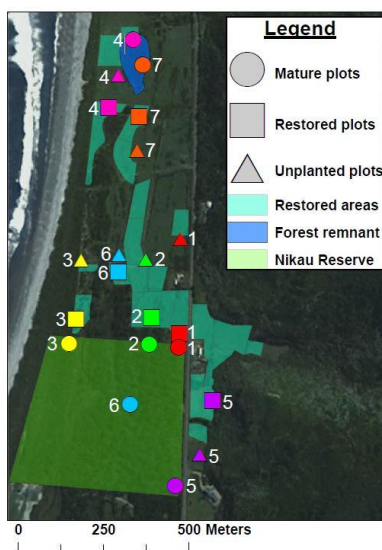 Legend
Mature plots
Restored plots
Unplanted plots
Restored areas
Forest remnant
Nikau Reserve
4
7
4
4
7
7
1
6
3
2
6
3
2
1
3
2
1
5
6
5
5
0 250 500 Meters